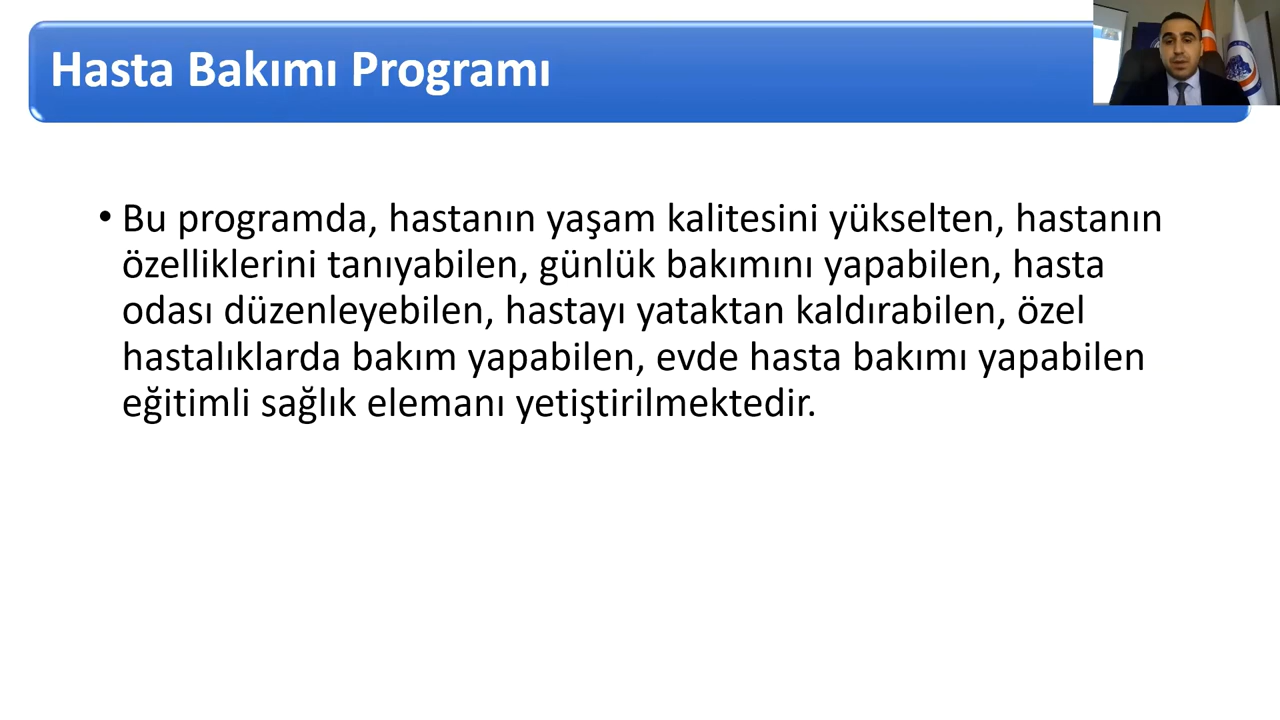 Hasta Bakımı Programı
• Bu programda, hastanın yaşam kalitesini yükselten, hastanın
özelliklerini tanıyabilen, günlük bakımını yapabilen, hasta
odası düzenleyebilen, hastayı yataktan kaldırabilen, özel
hastalıklarda bakım yapabilen, evde hasta bakımı yapabilen
eğitimli sağlık elemanı yetiştirilmektedir.